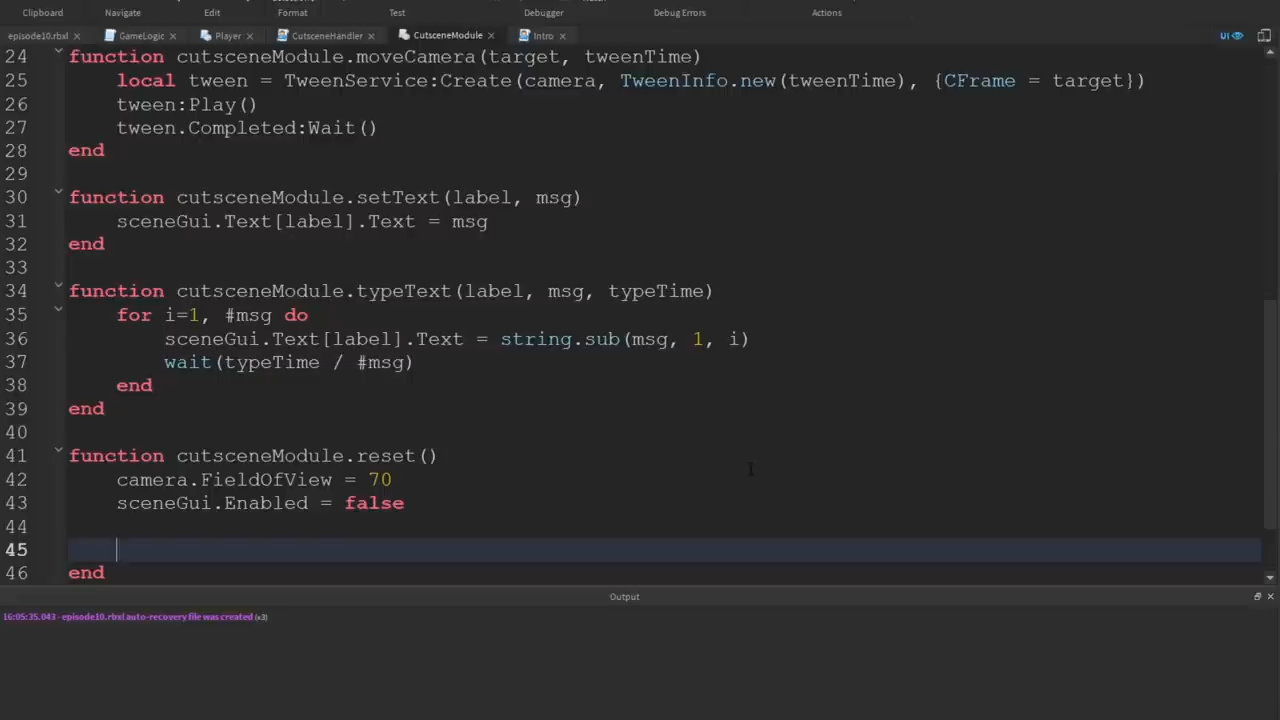 Clipboard Navigate Edit Format Test Debugger Debug Errors Actions
episode10.rbxl GameLogic Player CutsceneHandler CutsceneModule Intro UI
24 function cutsceneModule.moveCamera(target, tweenTime)
25 local tween = TweenService:Create(camera, TweenInfo.new(tweenTime), {CFrame = target})
26 tween:Play()
27 tween.Completed:Wait()
28 end
29
30 function cutsceneModule.setText(label, msg)
31 sceneGui.Text[label].Text = msg
32 end
33
34 function cutsceneModule.typeText(label, msg, typeTime)
35 for i=1, #msg do
36 sceneGui.Text[label].Text = string.sub(msg, 1, i)
37 wait(typeTime / #msg)
38 end
39 end
40
41 function cutsceneModule.reset()
42 camera.FieldOfView = 70
43 sceneGui.Enabled = false
44
45
46 end
Output
16:05:35.043 - episode10.rbxl auto-recovery file was created (x3)